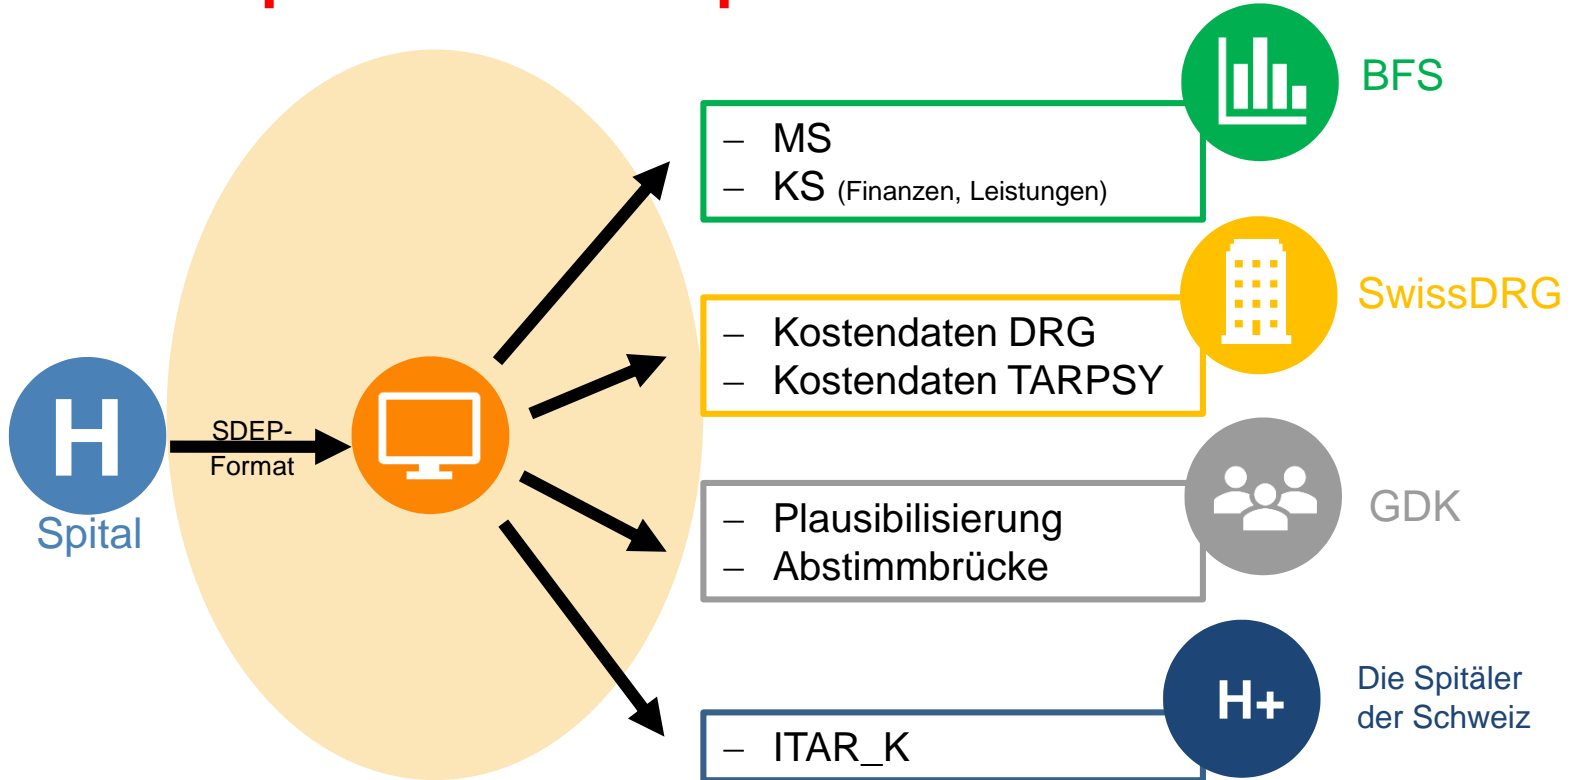 BFS
– MS
– KS (Finanzen, Leistungen)
SwissDRG
– Kostendaten DRG
– Kostendaten TARPSY
H
SDEP-
Format
Spital
GDK
– Plausibilisierung
– Abstimmbrücke
H+
Die Spitäler
der Schweiz
– ITAR_K